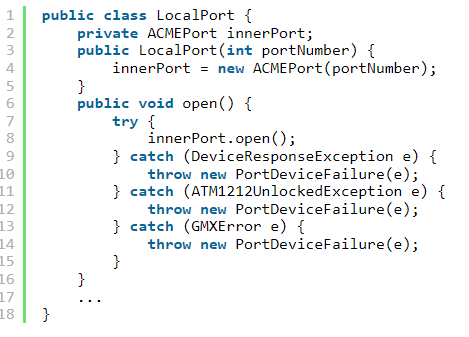 1 public class LocalPort {
2     private ACMEPort innerPort;
3     public LocalPort(int portNumber) {
4         innerPort = new ACMEPort(portNumber);
5     }
6     public void open() {
7         try {
8             innerPort.open();
9         } catch (DeviceResponseException e) {
10             throw new PortDeviceFailure(e);
11         } catch (ATM1212UnlockedException e) {
12             throw new PortDeviceFailure(e);
13         } catch (GMXError e) {
14             throw new PortDeviceFailure(e);
15         }
16     }
17     ...
18 }